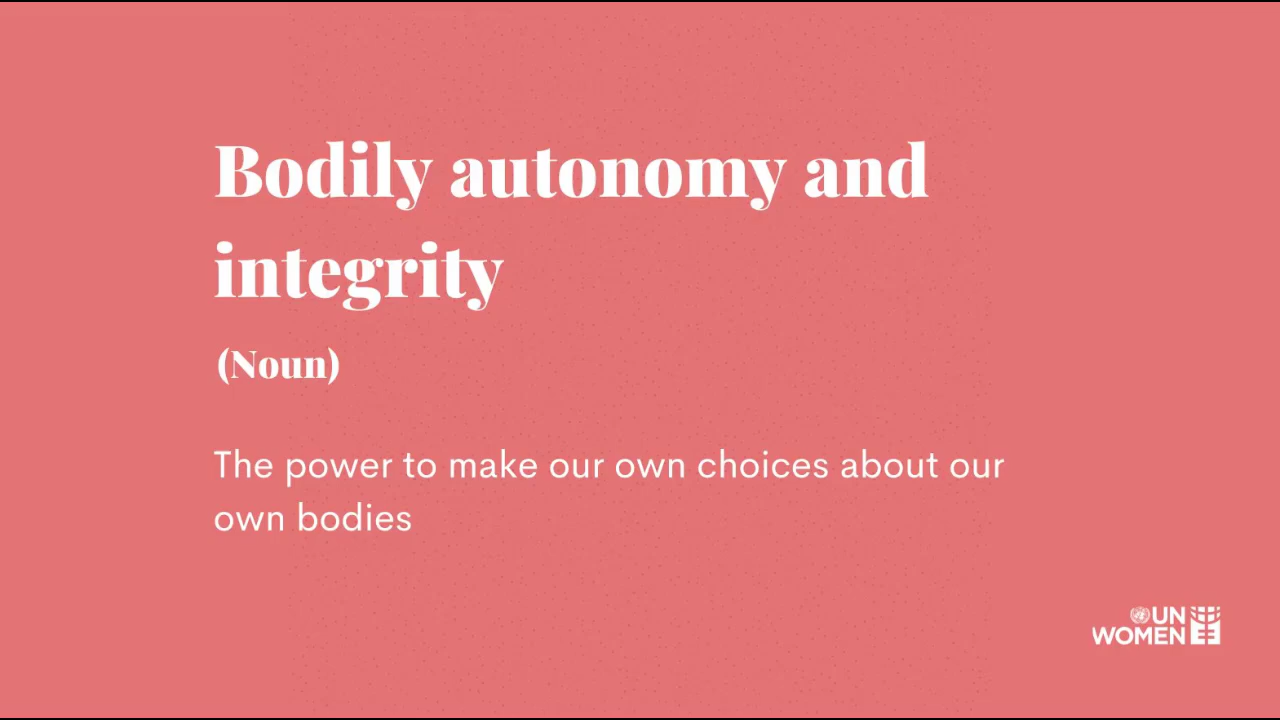 Bodily autonomy and
integrity
(Noun)
The power to make our own choices about our
own bodies
UN
WOMEN